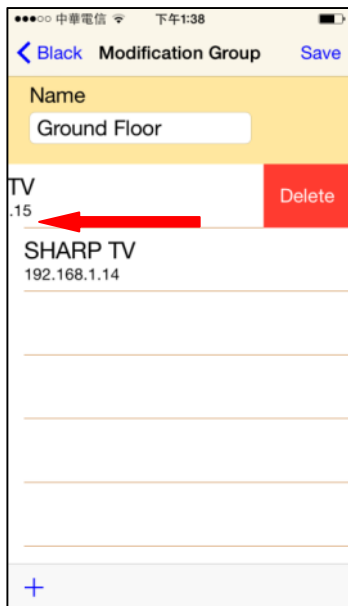 中華電信 下午1:38
Black Modification Group Save
Name
Ground Floor
TV
.15
Delete
SHARP TV
192.168.1.14
+